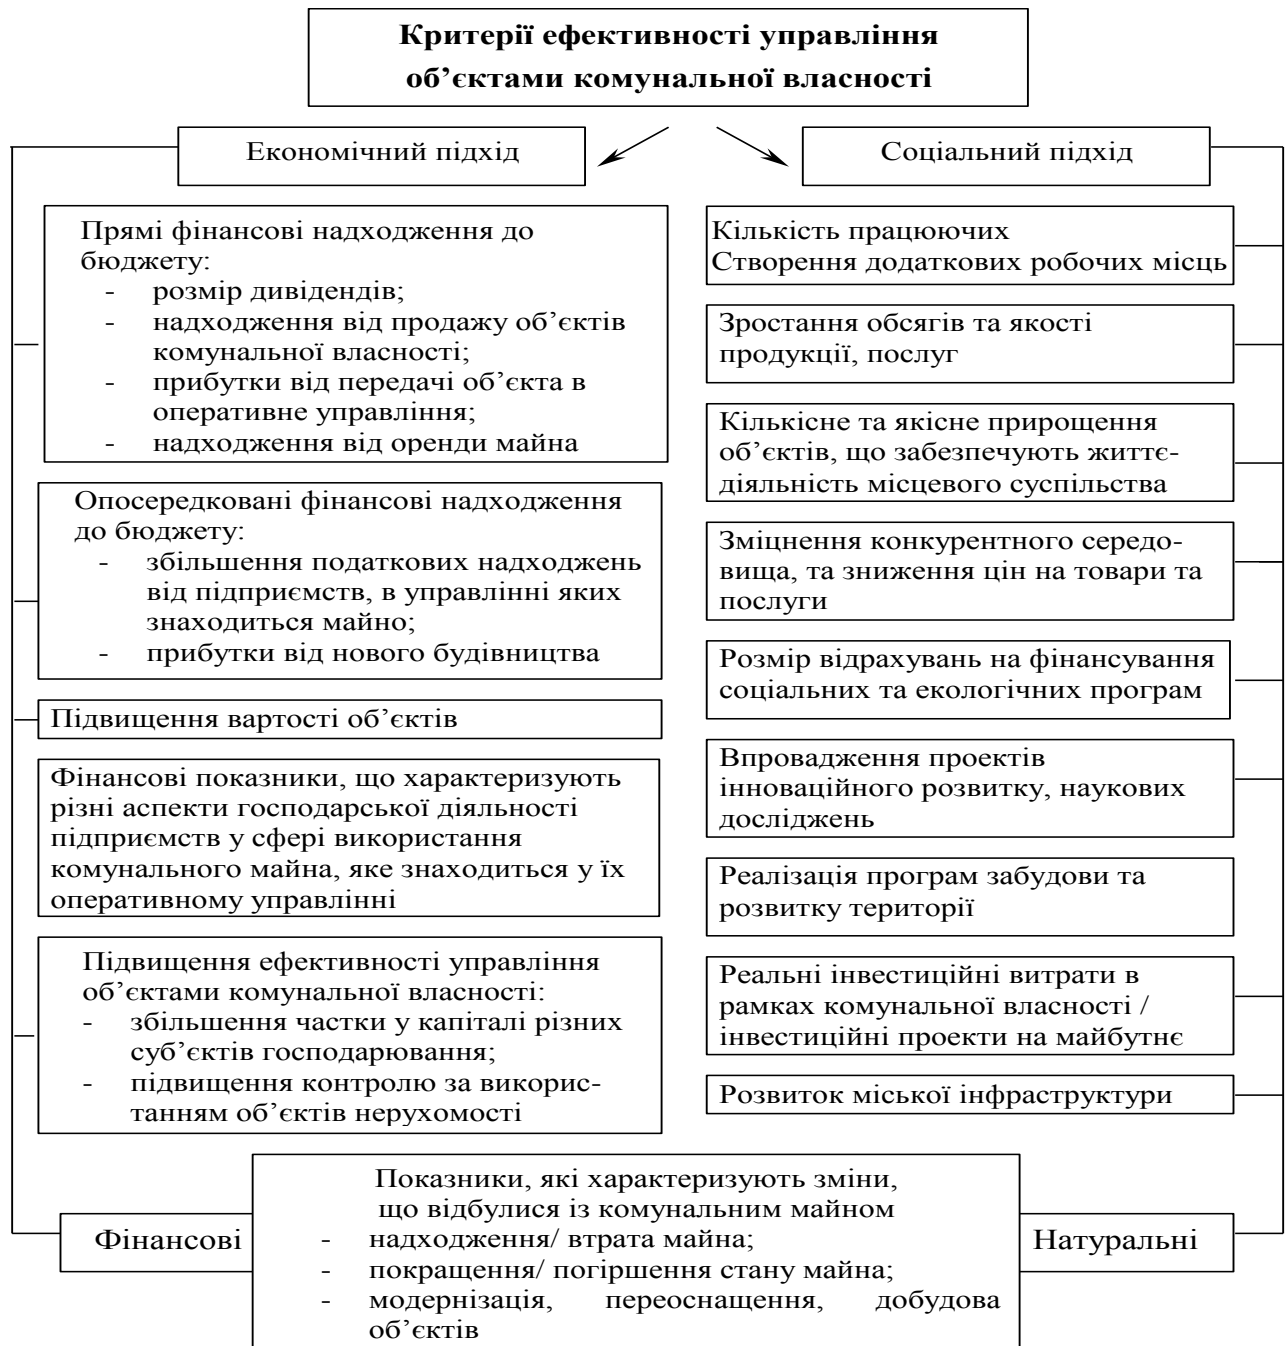 Критерії ефективності управління
об’єктами комунальної власності
Економічний підхід
Прямі фінансові надходження до
бюджету:
- розмір дивідендів;
- надходження від продажу об’єктів
комунальної власності;
- прибутки від передачі об’єкта в
оперативне управління;
- надходження від оренди майна
Опосередковані фінансові надходження
до бюджету:
- збільшення податкових надходжень
від підприємств, в управлінні яких
знаходиться майно;
- прибутки від нового будівництва
Підвищення вартості об’єктів
Фінансові показники, що характеризують
різні аспекти господарської діяльності
підприємств у сфері використання
комунального майна, яке знаходиться у їх
оперативному управлінні
Підвищення ефективності управління
об’єктами комунальної власності:
- збільшення частки у капіталі різних
суб’єктів господарювання;
- підвищення контролю за викорис-
танням об’єктів нерухомості
Соціальний підхід
Кількість працюючих
Створення додаткових робочих місць
Зростання обсягів та якості
продукції, послуг
Кількісне та якісне прирощення
об’єктів, що забезпечують життє-
діяльність місцевого суспільства
Зміцнення конкурентного середо-
вища, та зниження цін на товари та
послуги
Розмір відрахувань на фінансування
соціальних та екологічних програм
Впровадження проектів
інноваційного розвитку, наукових
досліджень
Реалізація програм забудови та
розвитку території
Реальні інвестиційні витрати в
рамках комунальної власності /
інвестиційні проекти на майбутнє
Розвиток міської інфраструктури
Фінансові
Показники, які характеризують зміни,
що відбулися із комунальним майном
- надходження/ втрата майна;
- покращення/ погіршення стану майна;
- модернізація, переоснащення, добудова
об’єктів
Натуральні